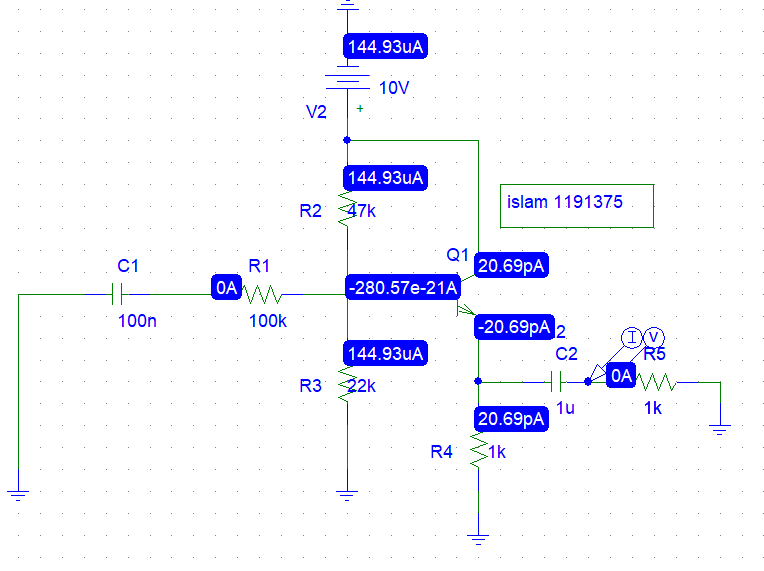 144.93uA
10V
V2
+
144.93uA
R2
47k
islam 1191375
Q1
20.69pA
C1
R1
0A
-280.57e-21A
100n
100k
-20.69pA
2
I
V
144.93uA
C2
R5
R3
22k
0A
1u
1k
20.69pA
R4
1k